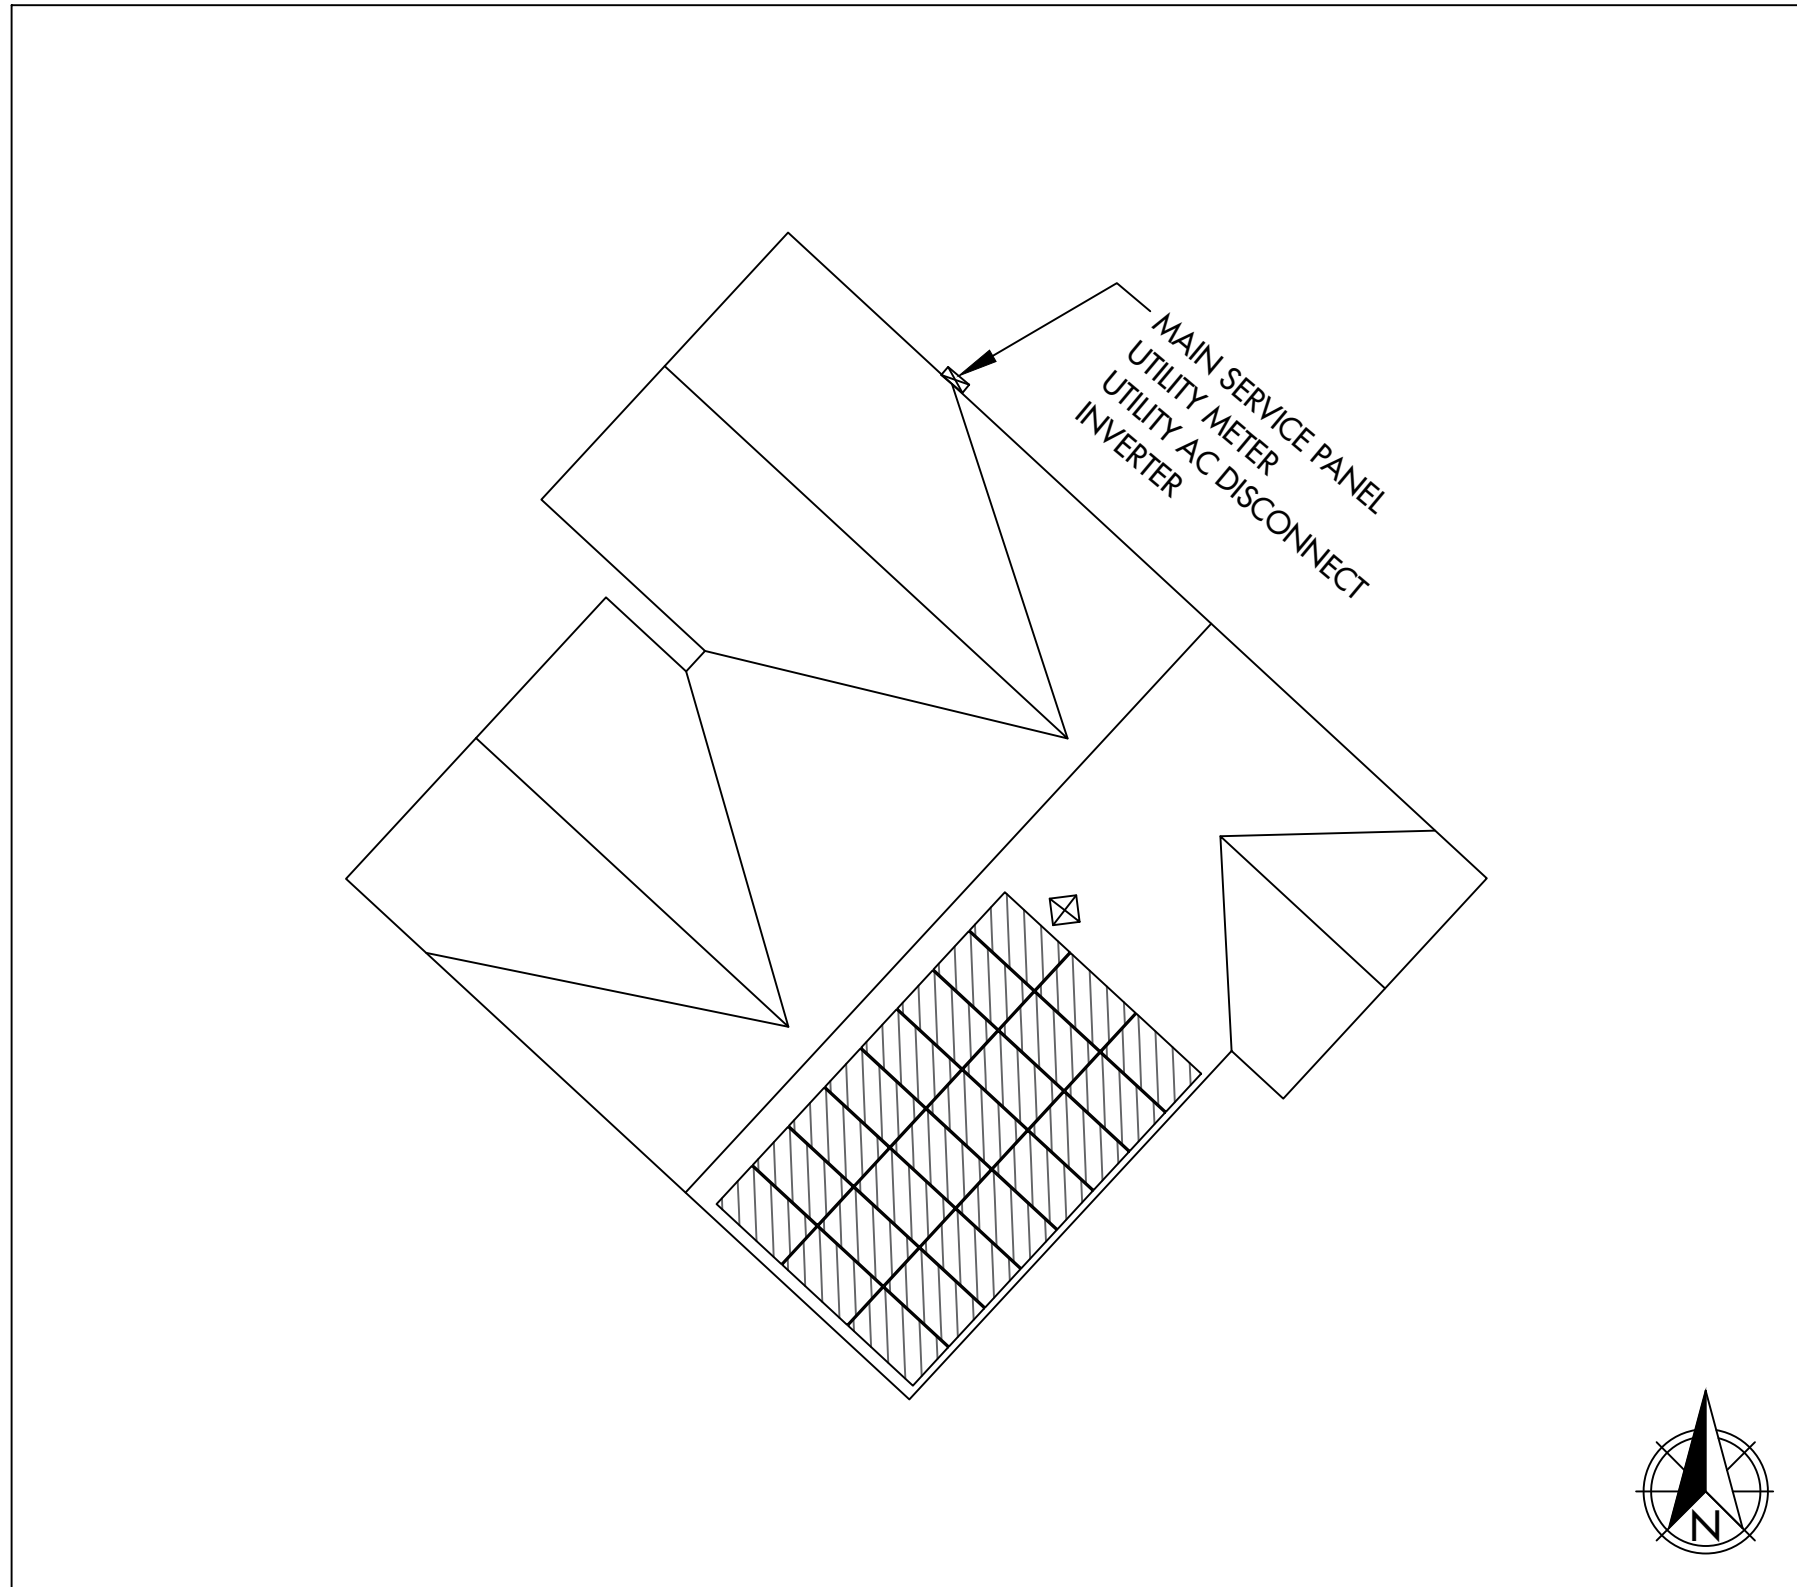 MAIN SERVICE PANEL
UTILITY METER
UTILITY AC DISCONNECT
INVERTER
N